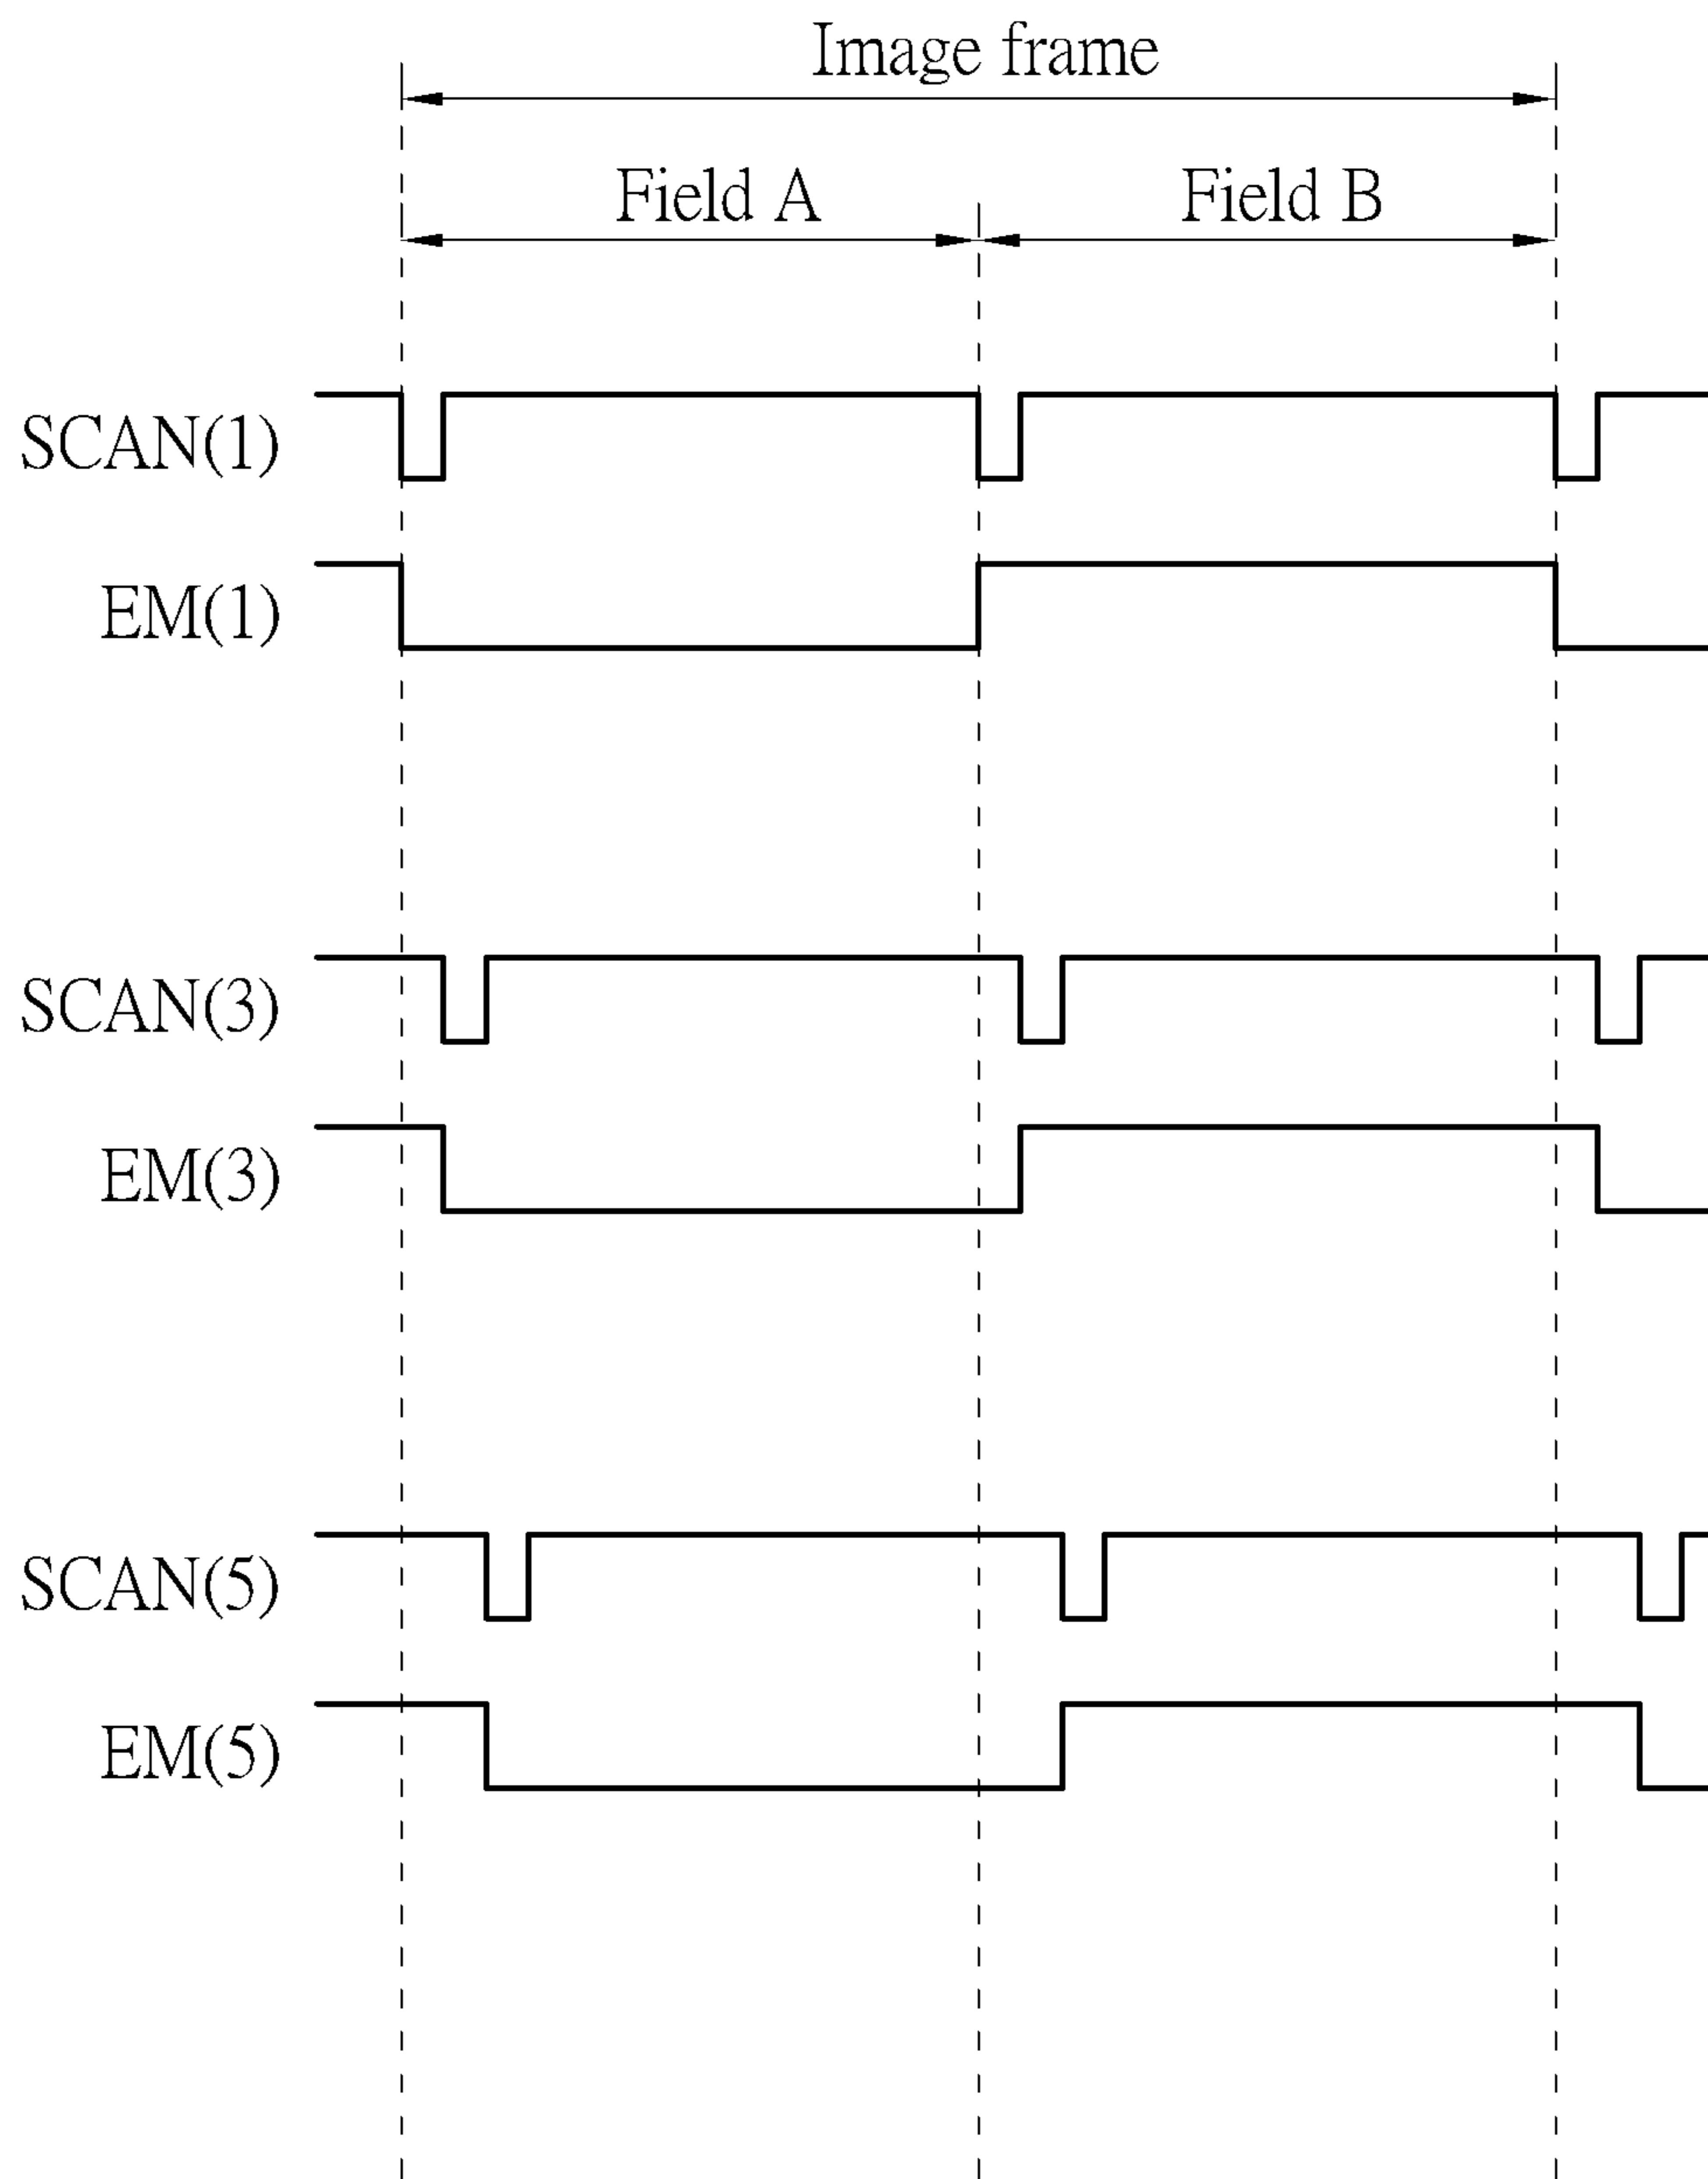 Image frame
Field A
Field B
SCAN(1)
EM(1)
SCAN(3)
EM(3)
SCAN(5)
EM(5)